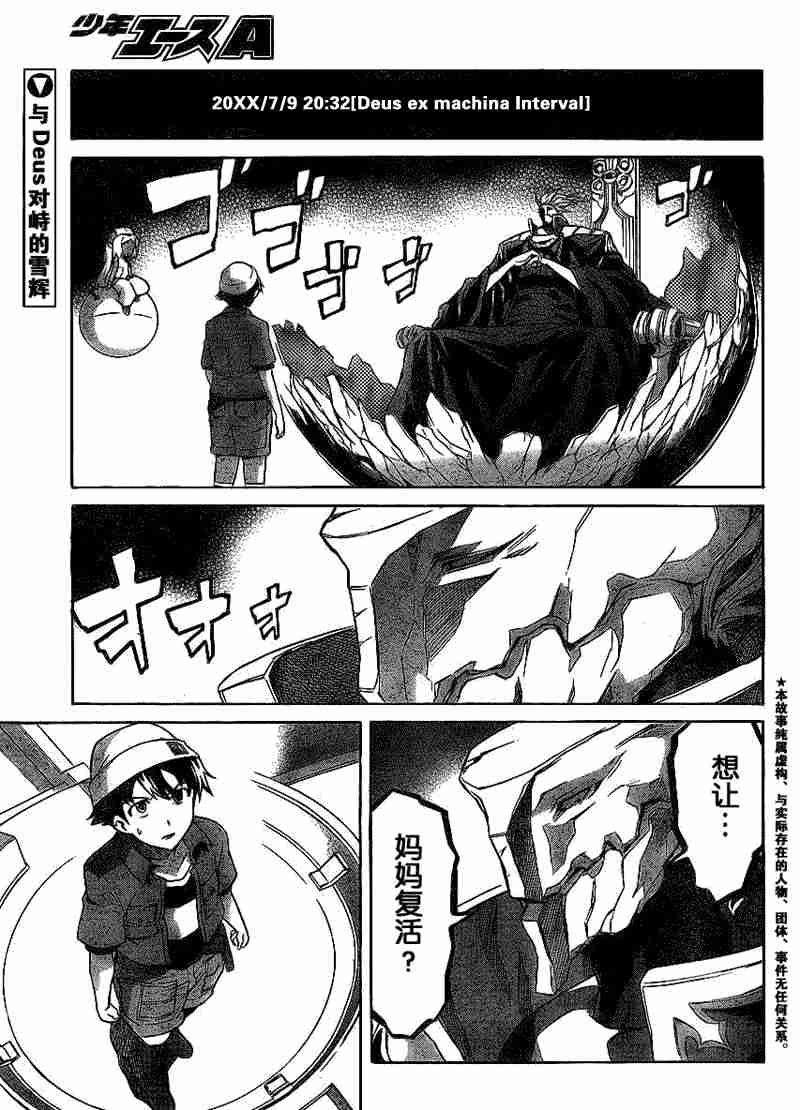 少年エースA
20XX/7/9 20:32[Deus ex machina Interval]
▼与Deus对峙的雪辉
ゴゴゴゴゴ
オオオ
想让…
妈妈复活？
★本故事纯属虚构、与实际存在的人物、团体、事件无任何关系。